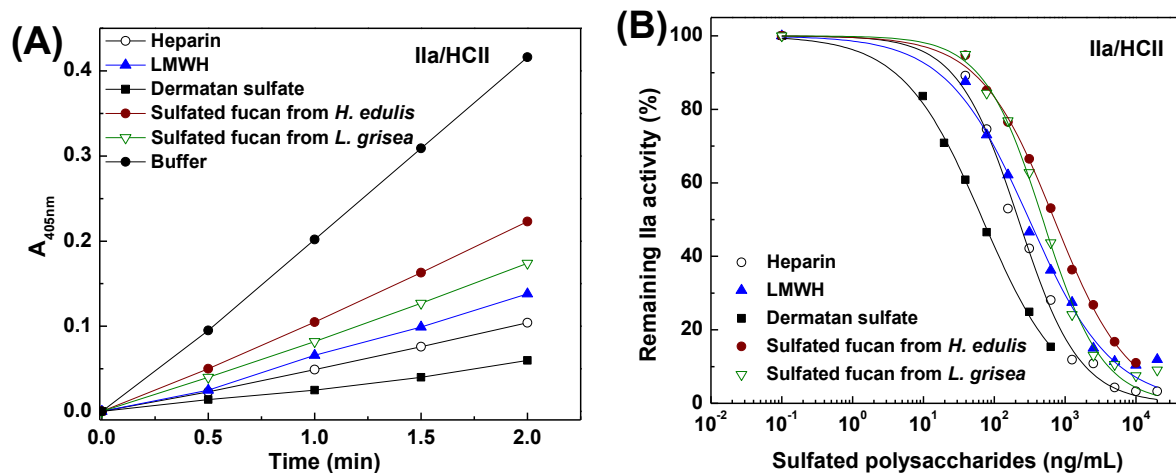 (A)
IIa/HCII
Heparin
LMWH
Dermatan sulfate
Sulfated fucan from H. edulis
Sulfated fucan from L. grisea
Buffer
A405nm
0.4
0.3
0.2
0.1
0.0
0.0 0.5 1.0 1.5 2.0
Time (min)
(B)
IIa/HCII
Remaining IIa activity (%)
100
80
60
40
20
0
Heparin
LMWH
Dermatan sulfate
Sulfated fucan from H. edulis
Sulfated fucan from L. grisea
10-2 10-1 100 101 102 103 104
Sulfated polysaccharides (ng/mL)